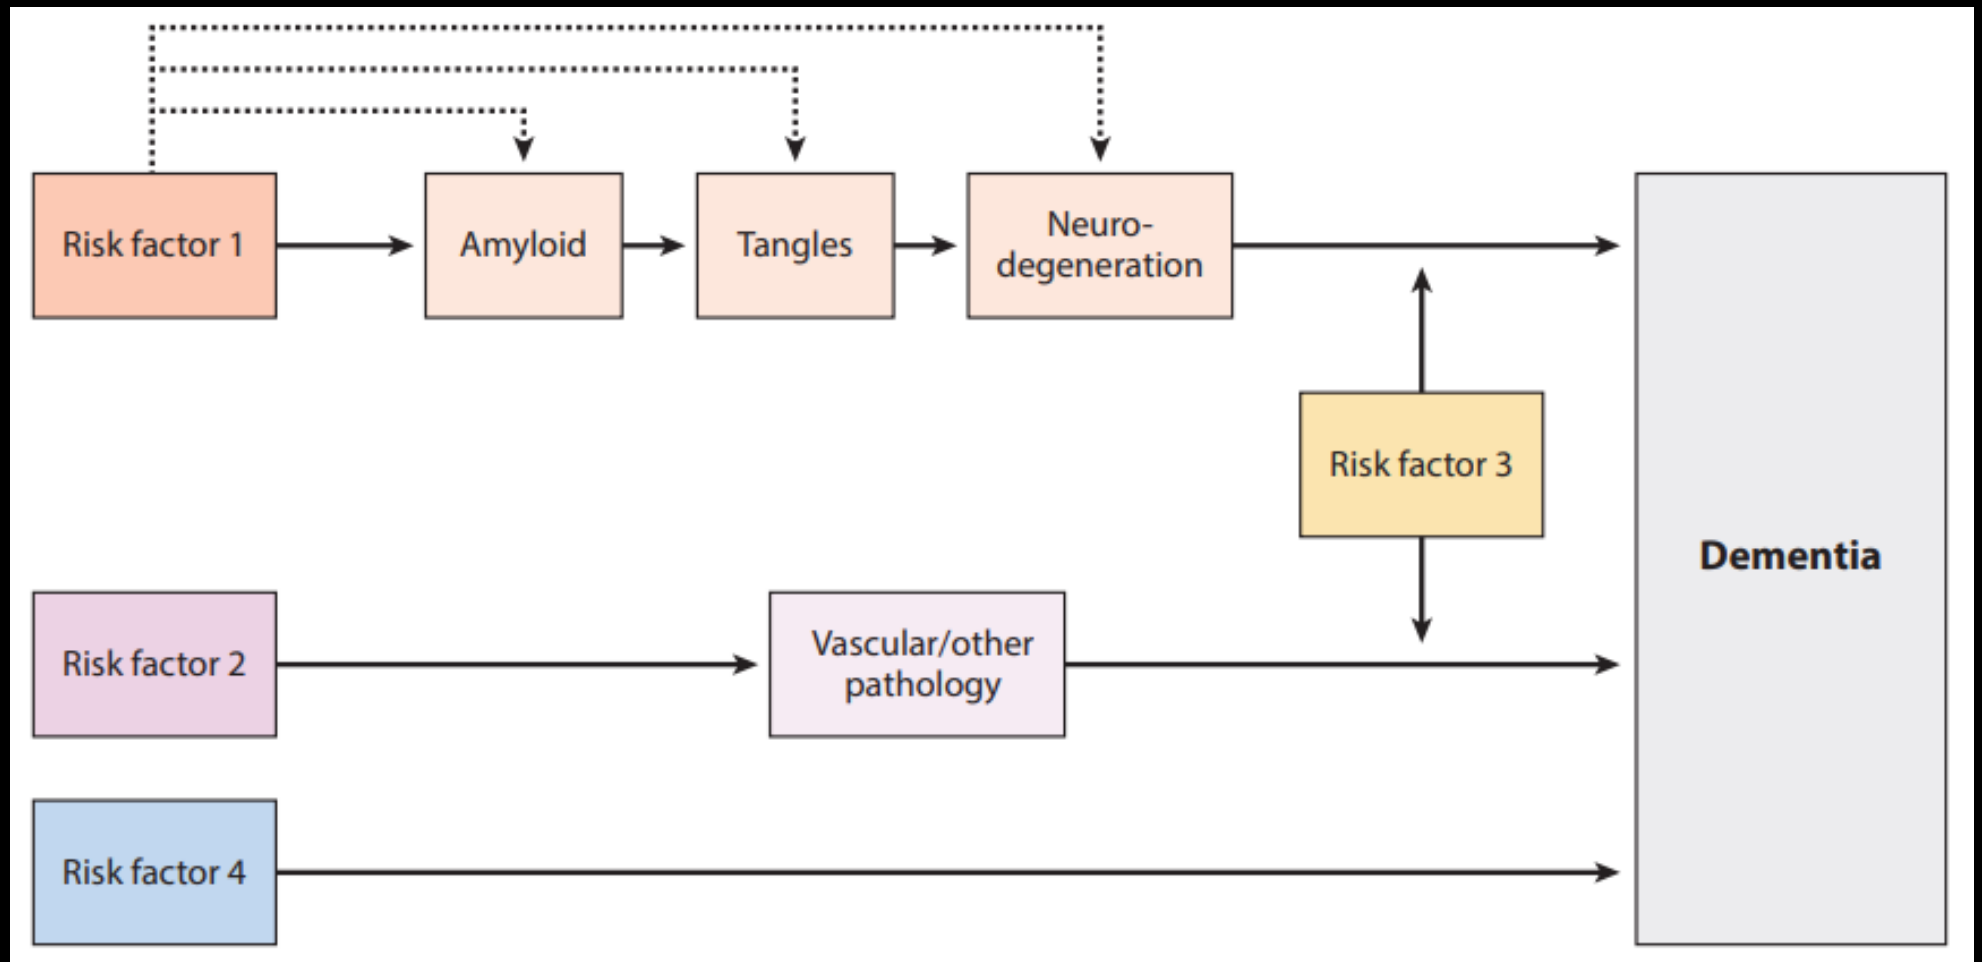 Risk factor 1
Amyloid
Tangles
Neuro-
degeneration
Risk factor 3
Dementia
Risk factor 2
Vascular/other
pathology
Risk factor 4